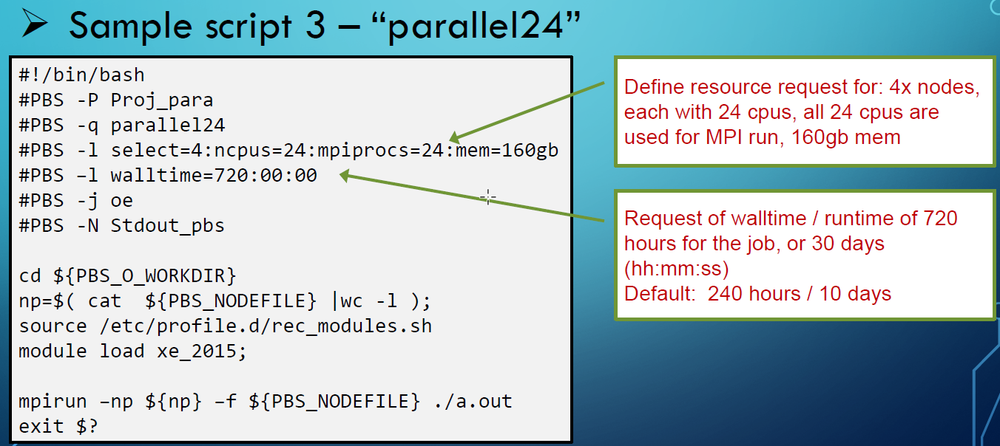 Sample script 3 – “parallel24”
#!/bin/bash
#PBS -P Proj_para
#PBS -q parallel24
#PBS -l select=4:ncpus=24:mpiprocs=24:mem=160gb
#PBS –l walltime=720:00:00
#PBS -j oe
#PBS -N Stdout_pbs
cd ${PBS_O_WORKDIR}
np=$( cat  ${PBS_NODEFILE} |wc -l );
source /etc/profile.d/rec_modules.sh
module load xe_2015;
mpirun –np ${np} –f ${PBS_NODEFILE} ./a.out
exit $?
Define resource request for: 4x nodes,
each with 24 cpus, all 24 cpus are
used for MPI run, 160gb mem
Request of walltime / runtime of 720
hours for the job, or 30 days
(hh:mm:ss)
Default:  240 hours / 10 days